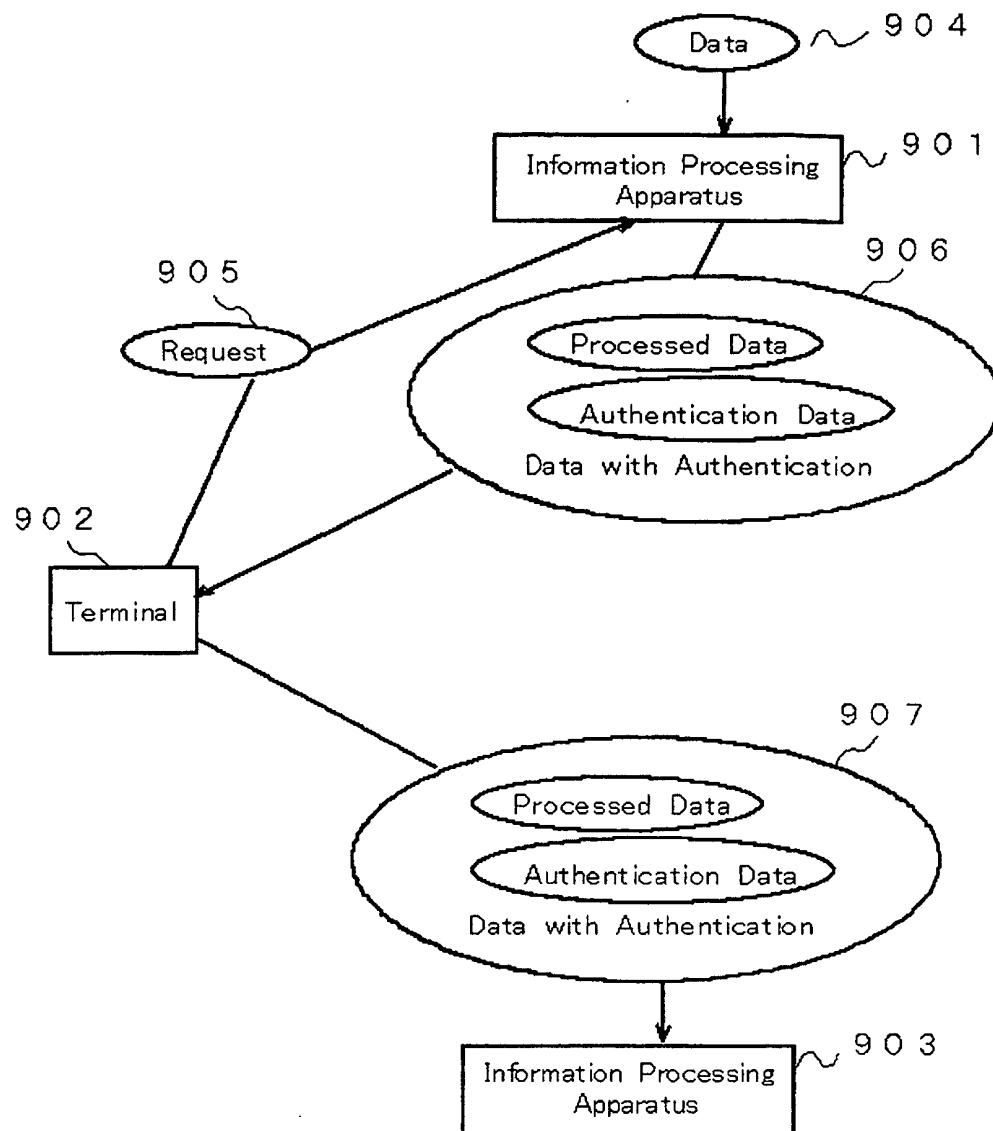 Data
904
Information Processing
Apparatus
901
906
905
Request
Processed Data
Authentication Data
Data with Authentication
902
Terminal
907
Processed Data
Authentication Data
Data with Authentication
903
Information Processing
Apparatus